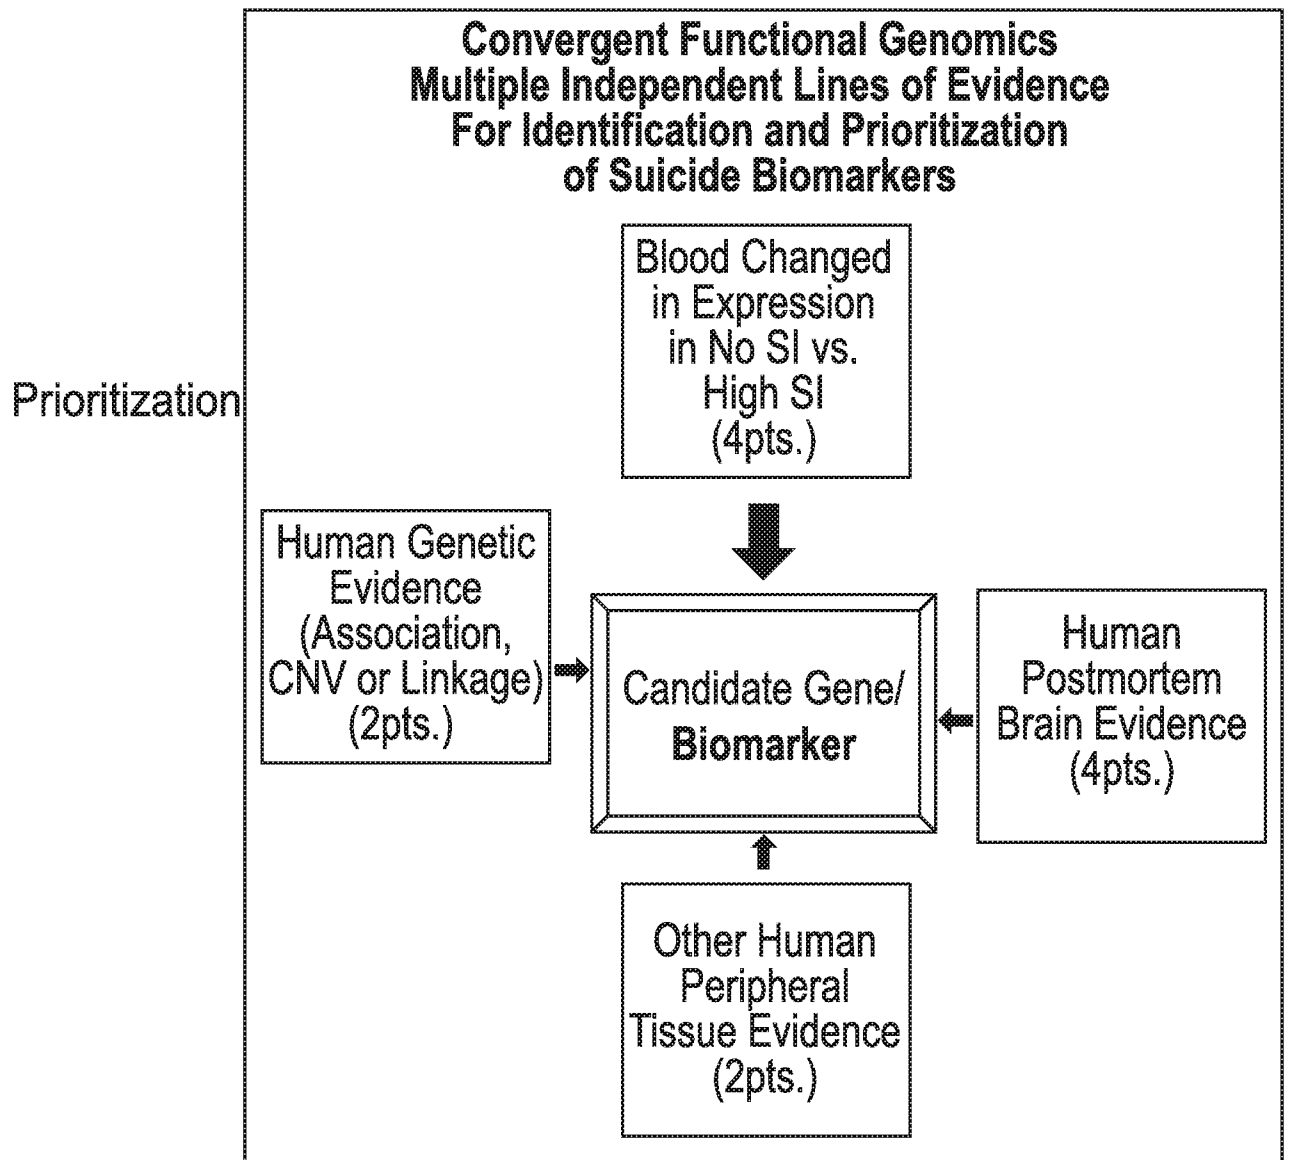 Convergent Functional Genomics
Multiple Independent Lines of Evidence
For Identification and Prioritization
of Suicide Biomarkers
Blood Changed
in Expression
in No SI vs.
High SI
(4pts.)
Prioritization
Human Genetic
Evidence
(Association,
CNV or Linkage)
(2pts.)
Candidate Gene/
Biomarker
Human
Postmortem
Brain Evidence
(4pts.)
Other Human
Peripheral
Tissue Evidence
(2pts.)